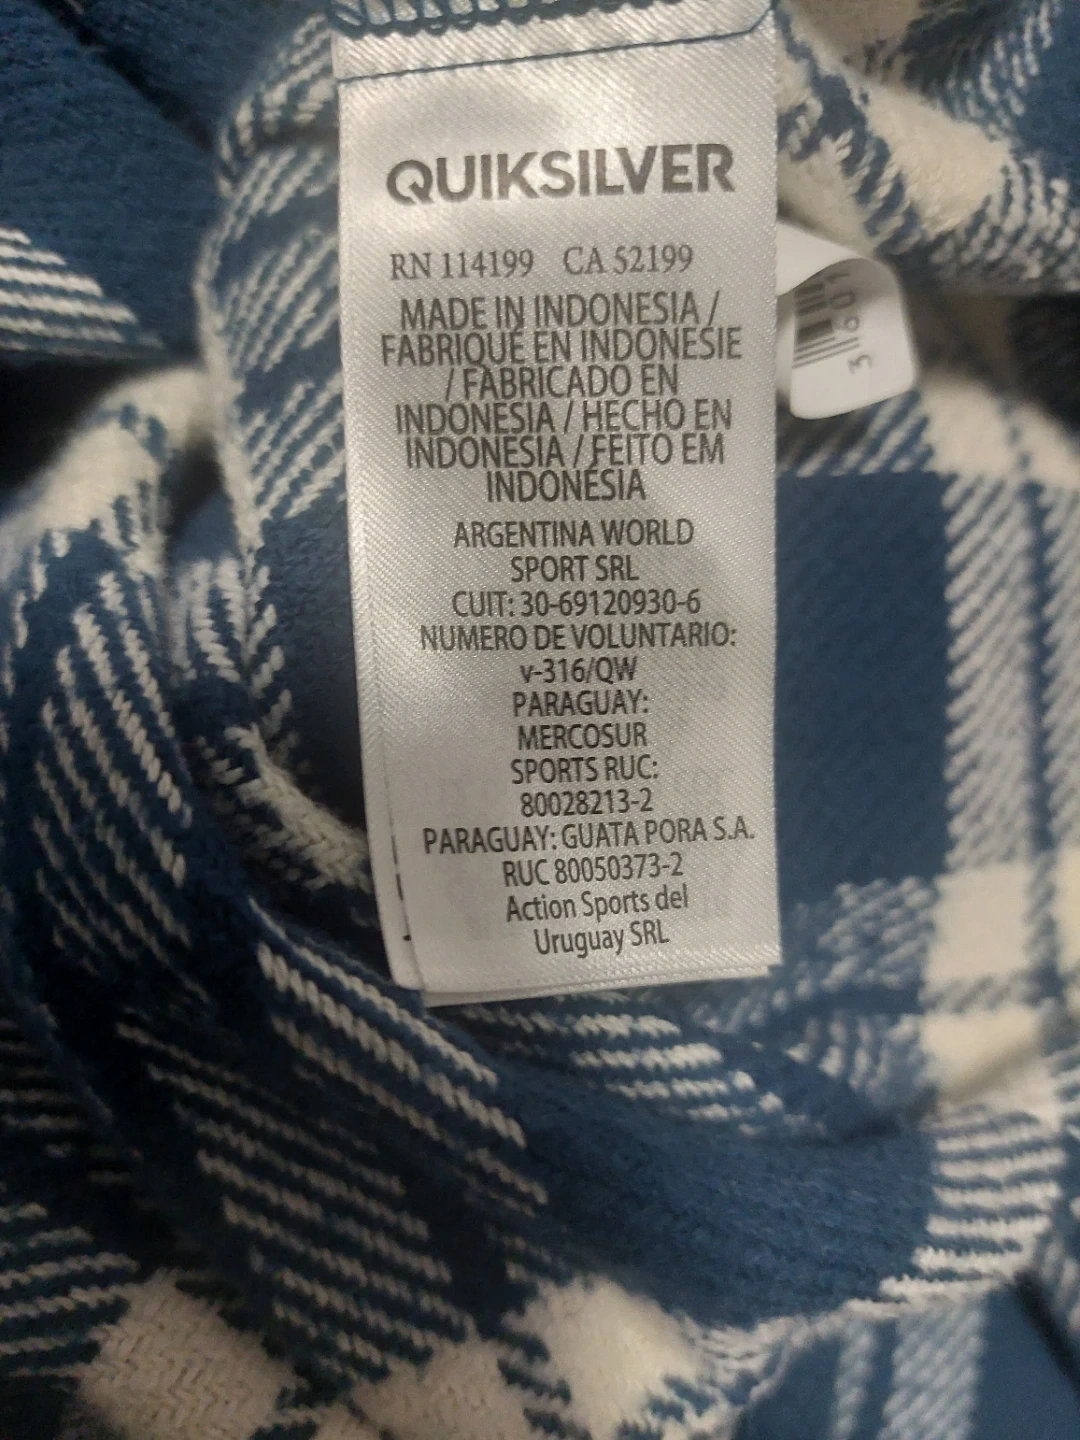 QUIKSILVER
RN 114199 CA 52199
MADE IN INDONESIA /
FABRIQUÉ EN INDONESIE
/ FABRICADO EN
INDONESIA / HECHO EN
INDONESIA / FEITO EM
INDONÉSIA
ARGENTINA WORLD
SPORT SRL
CUIT: 30-69120930-6
NUMERO DE VOLUNTARIO:
v-316/QW
PARAGUAY:
MERCOSUR
SPORTS RUC:
80028213-2
PARAGUAY: GUATA PORA S.A.
RUC 80050373-2
Action Sports del
Uruguay SRL